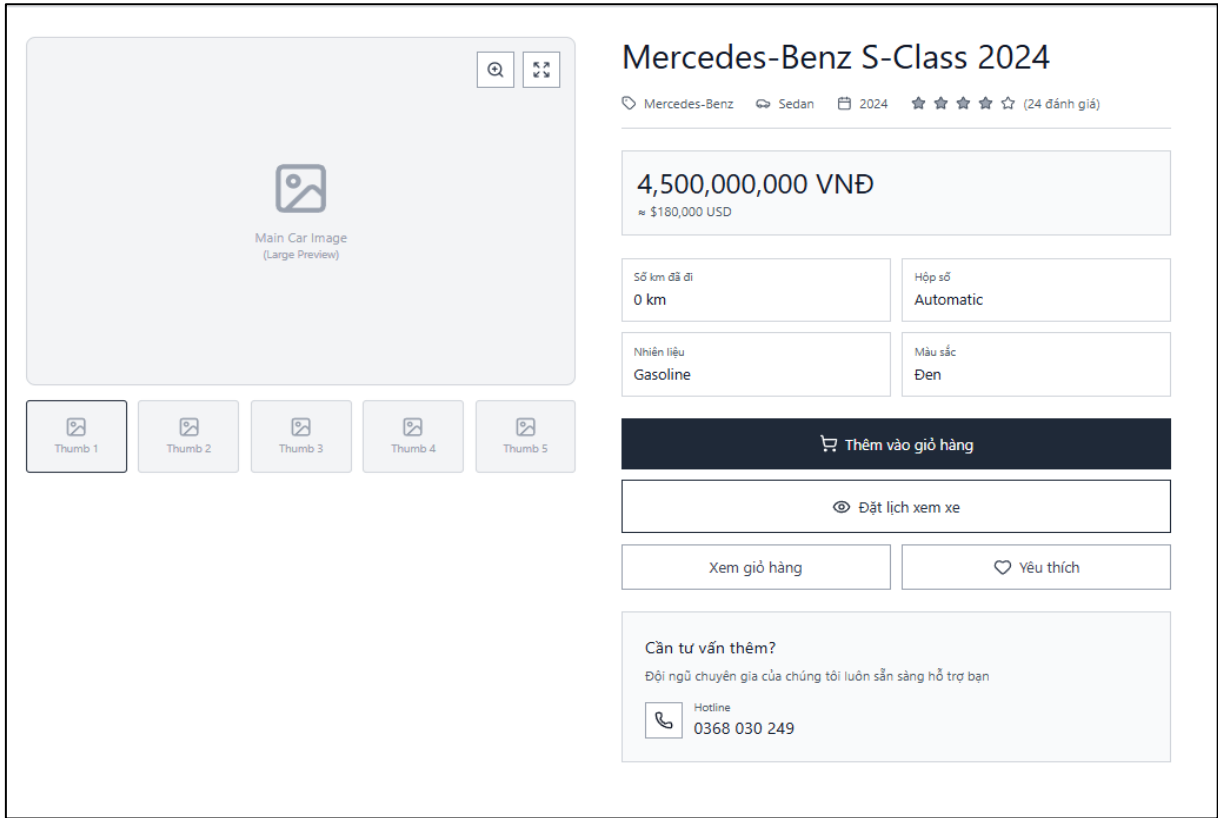 Main Car Image
(Large Preview)
Thumb 1
Thumb 2
Thumb 3
Thumb 4
Thumb 5
Mercedes-Benz S-Class 2024
Mercedes-Benz Sedan 2024 (24 đánh giá)
4,500,000,000 VNĐ
≈ $180,000 USD
Số km đã đi
0 km
Hộp số
Automatic
Nhiên liệu
Gasoline
Màu sắc
Đen
Thêm vào giỏ hàng
Đặt lịch xem xe
Xem giỏ hàng
Yêu thích
Cần tư vấn thêm?
Đội ngũ chuyên gia của chúng tôi luôn sẵn sàng hỗ trợ bạn
Hotline
0368 030 249